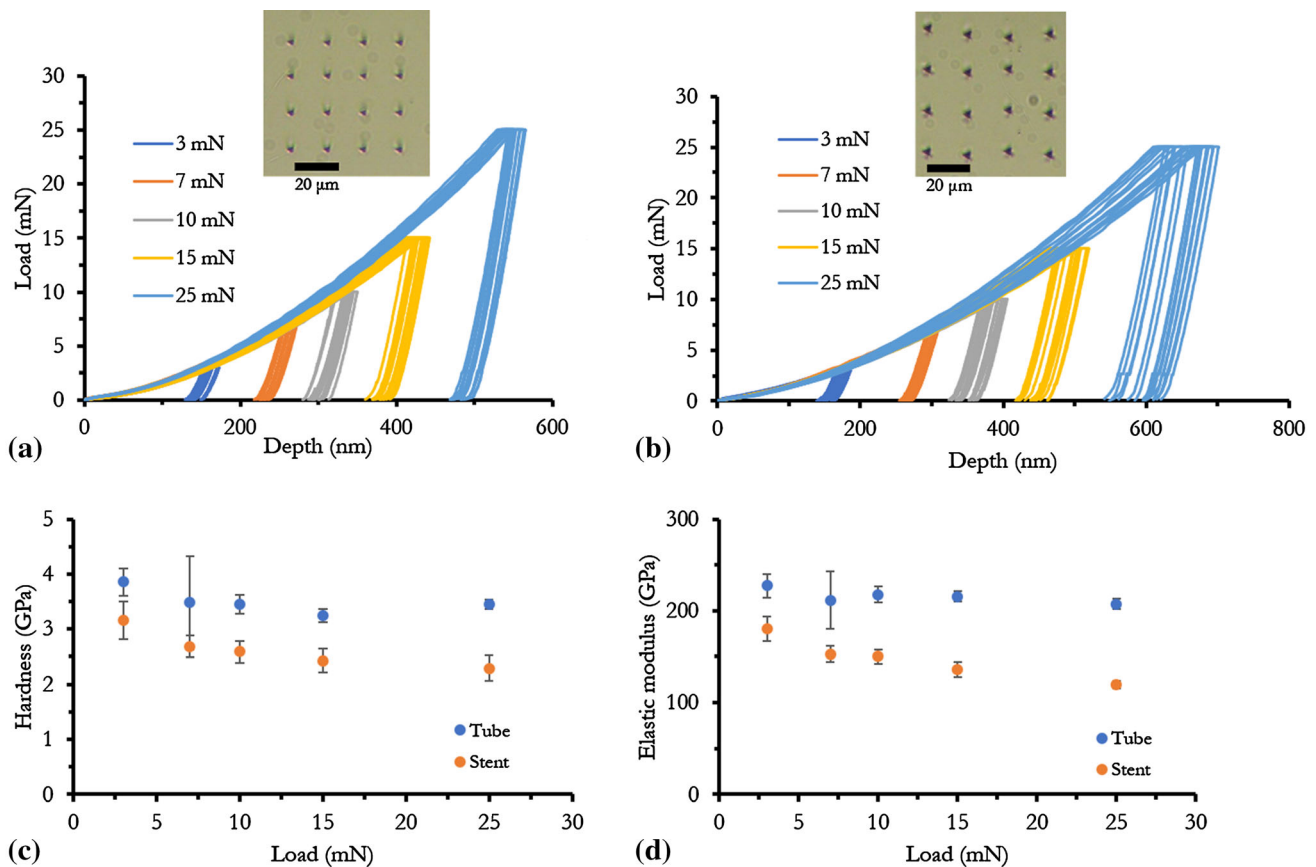 20 μm
30
25
20
15
10
5
0
Load (mN)
3 mN
7 mN
10 mN
15 mN
25 mN
0
200
400
600
Depth (nm)
(a)
20 μm
30
25
20
15
10
5
0
Load (mN)
3 mN
7 mN
10 mN
15 mN
25 mN
0
200
400
600
800
Depth (nm)
(b)
5
4
3
2
1
0
Hardness (GPa)
Tube
Stent
0
5
10
15
20
25
30
Load (mN)
(c)
300
200
100
0
Elastic modulus (GPa)
Tube
Stent
0
5
10
15
20
25
30
Load (mN)
(d)